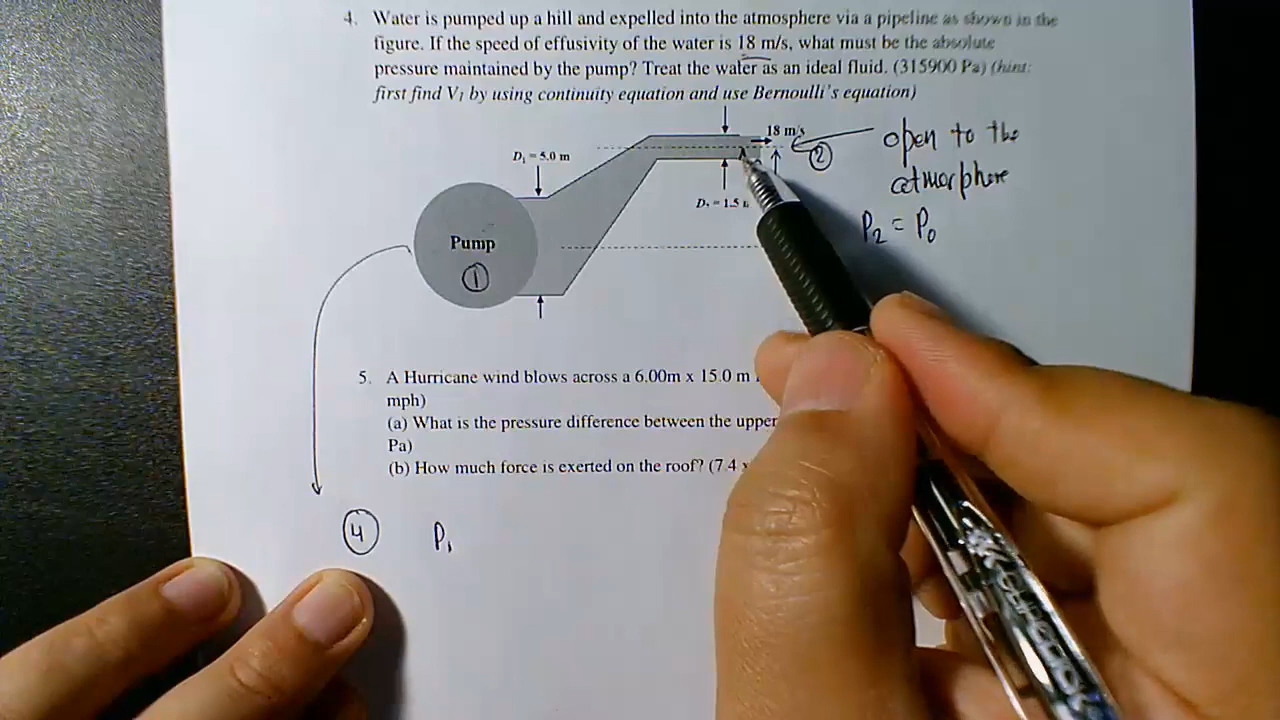 4. Water is pumped up a hill and expelled into the atmosphere via a pipeline as shown in the
figure. If the speed of effusivity of the water is 18 m/s, what must be the absolute
pressure maintained by the pump? Treat the water as an ideal fluid. (315900 Pa) (hint:
first find V1 by using continuity equation and use Bernoulli's equation)
18 m/s
open to the
D1 = 5.0 m
2
atmorphere
D2 = 1.5
P2 = P0
Pump
1
5. A Hurricane wind blows across a 6.00m x 15.0 m
mph)
(a) What is the pressure difference between the upper
Pa)
(b) How much force is exerted on the roof? (7.4 x
4 P1